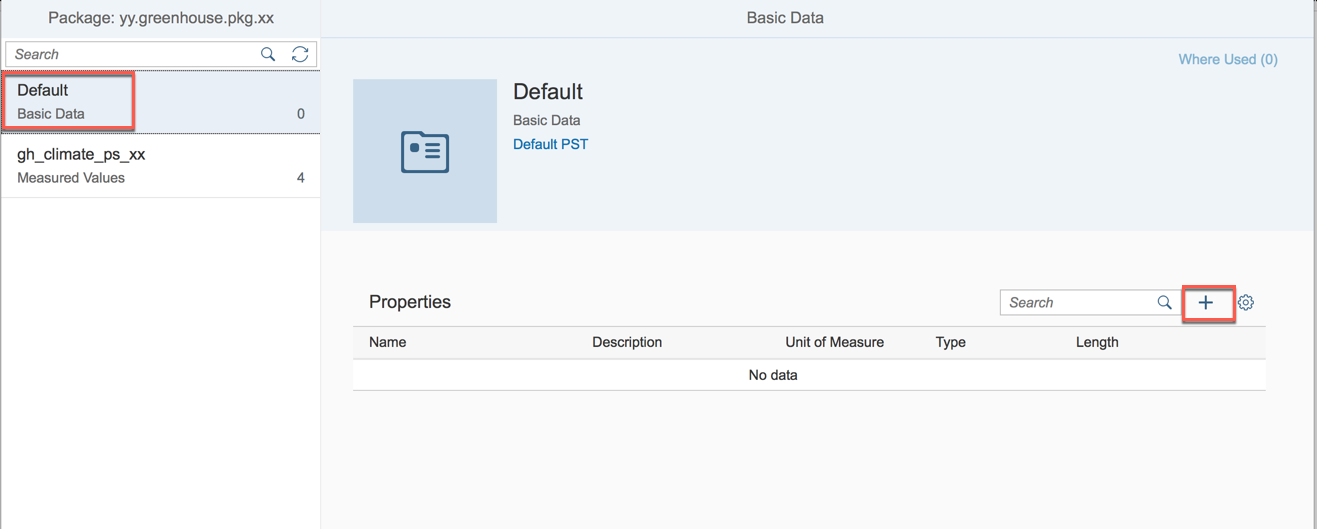 Package: yy.greenhouse.pkg.xx
Basic Data
Search
Default
Basic Data 0
gh_climate_ps_xx
Measured Values 4
Where Used (0)
Default
Basic Data
Default PST
Properties
Search
Name Description Unit of Measure Type Length
No data